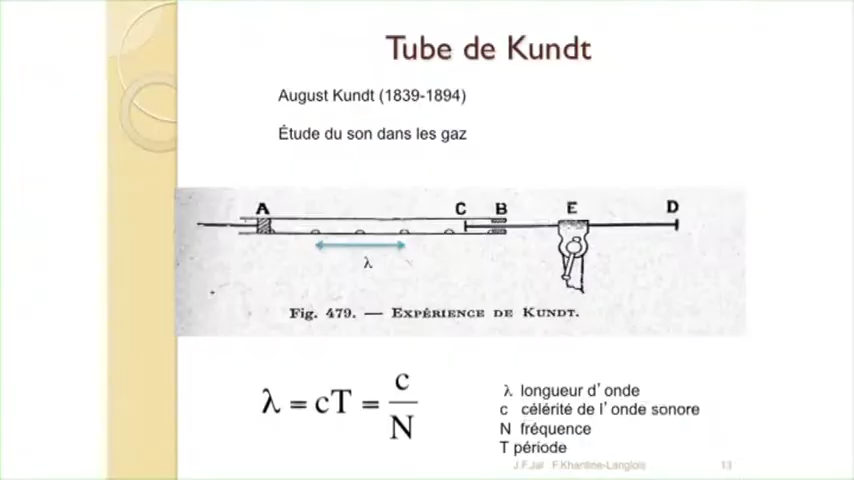 Tube de Kundt
August Kundt (1839-1894)
Étude du son dans les gaz
A C B E D
λ
Fig. 479. — EXPÉRIENCE DE KUNDT.
λ = cT = c/N
λ longueur d'onde
c célérité de l'onde sonore
N fréquence
T période
J.F.Jal F.Khantine-Langlois 13